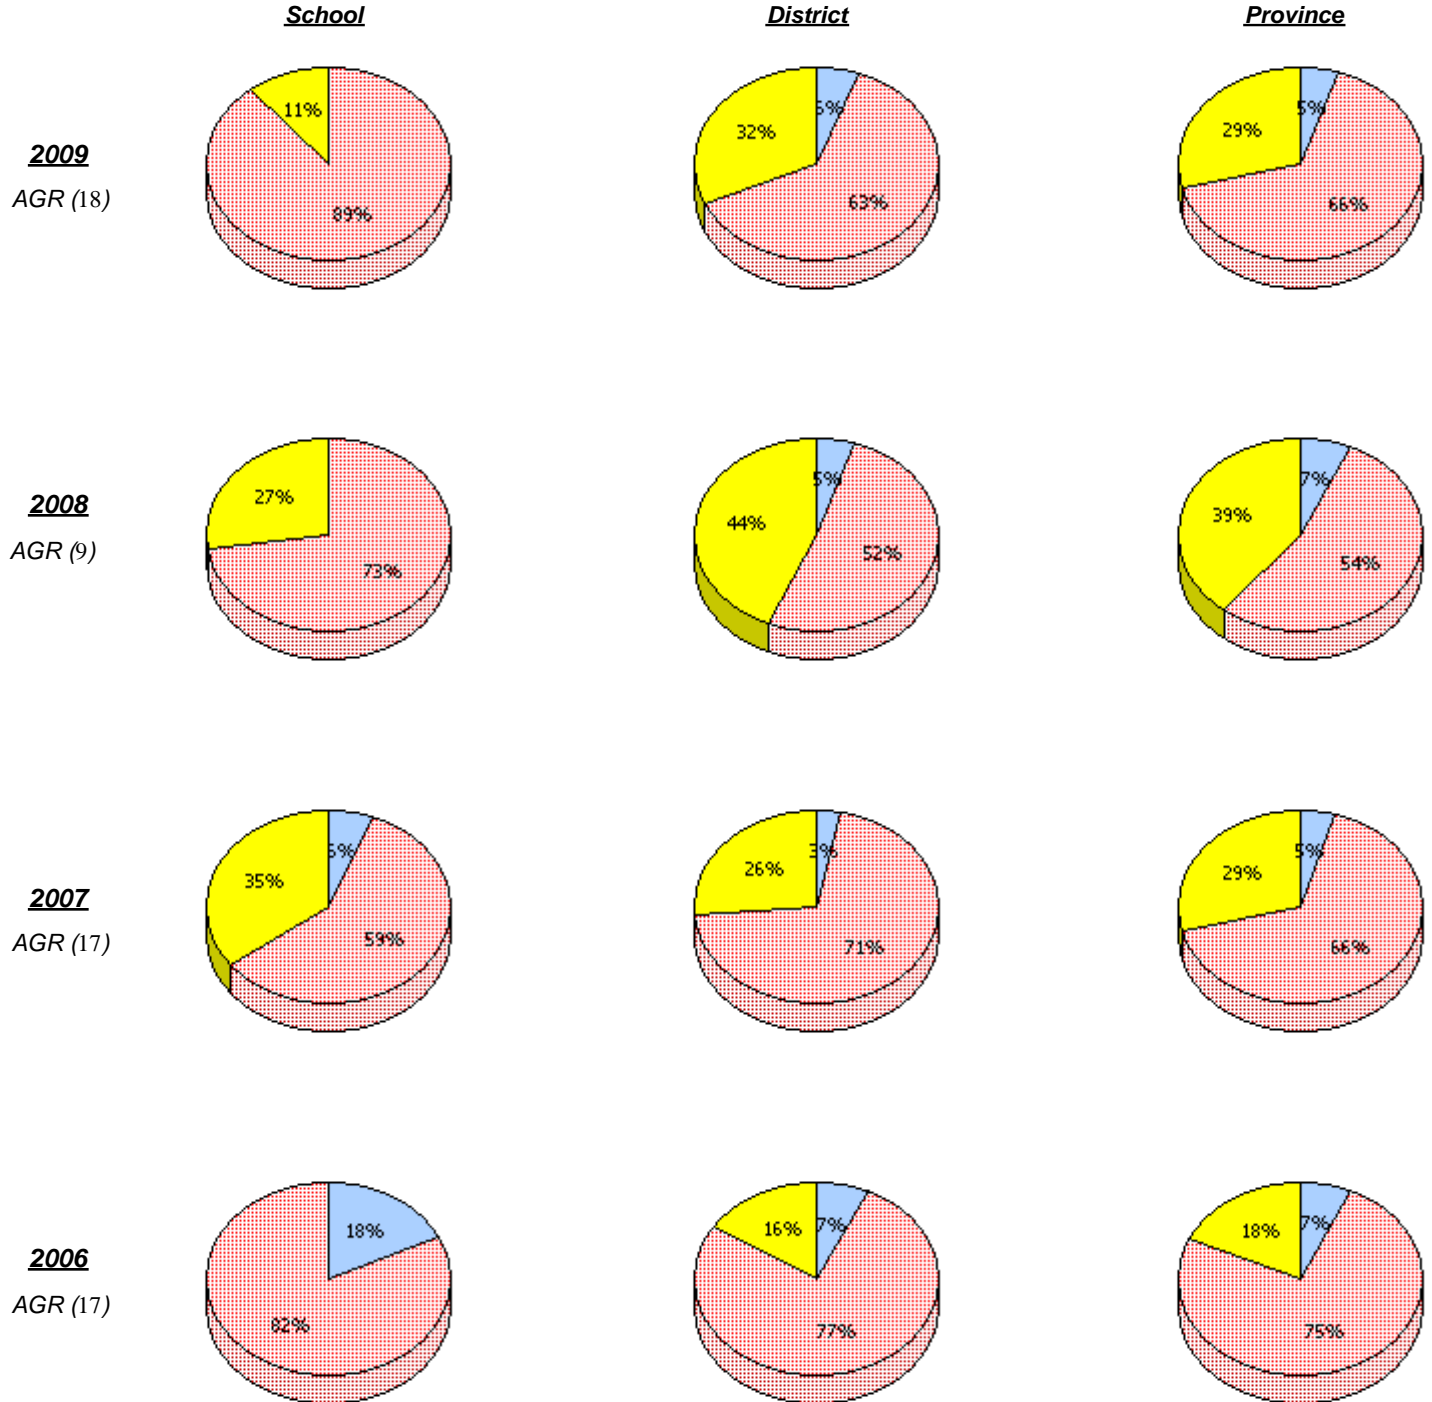 School District Province
11% 5% 5%
32% 29%
2009
AGR (18)
89% 63% 66%
27% 5% 7%
44% 39%
2008
AGR (9)
73% 52% 54%
35% 3% 5%
26% 29%
2007
AGR (17)
59% 71% 66%
18% 16% 7% 18% 7%
2006
AGR (17)
82% 77% 75%